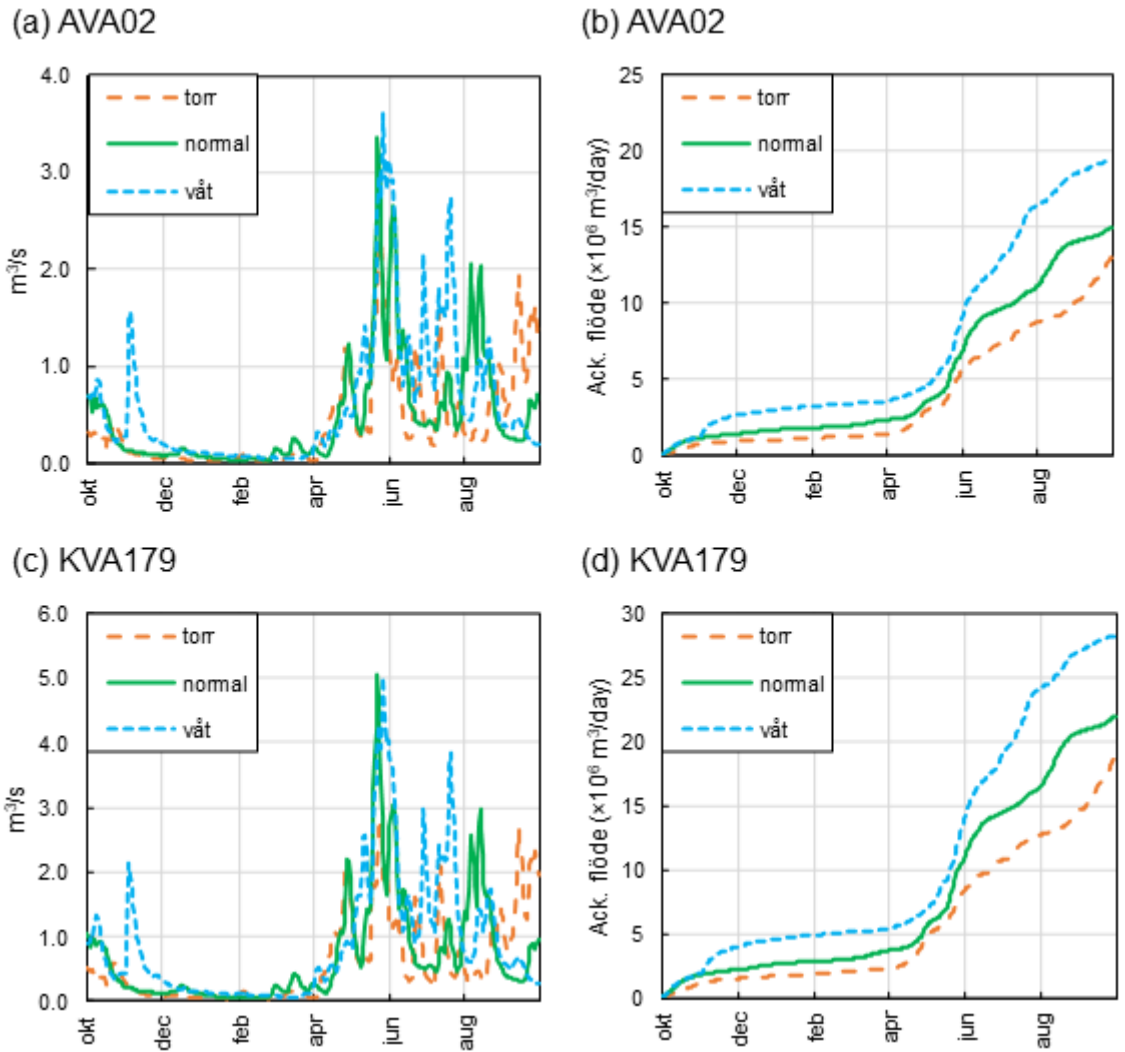 (a) AVA02
4.0
3.0
2.0
1.0
0.0
m³/s
torr
normal
våt
okt
dec
feb
apr
jun
aug
(b) AVA02
25
20
15
10
5
0
Ack. flöde (×10⁶ m³/day)
torr
normal
våt
okt
dec
feb
apr
jun
aug
(c) KVA179
6.0
5.0
4.0
3.0
2.0
1.0
0.0
m³/s
torr
normal
våt
okt
dec
feb
apr
jun
aug
(d) KVA179
30
25
20
15
10
5
0
Ack. flöde (×10⁶ m³/day)
torr
normal
våt
okt
dec
feb
apr
jun
aug